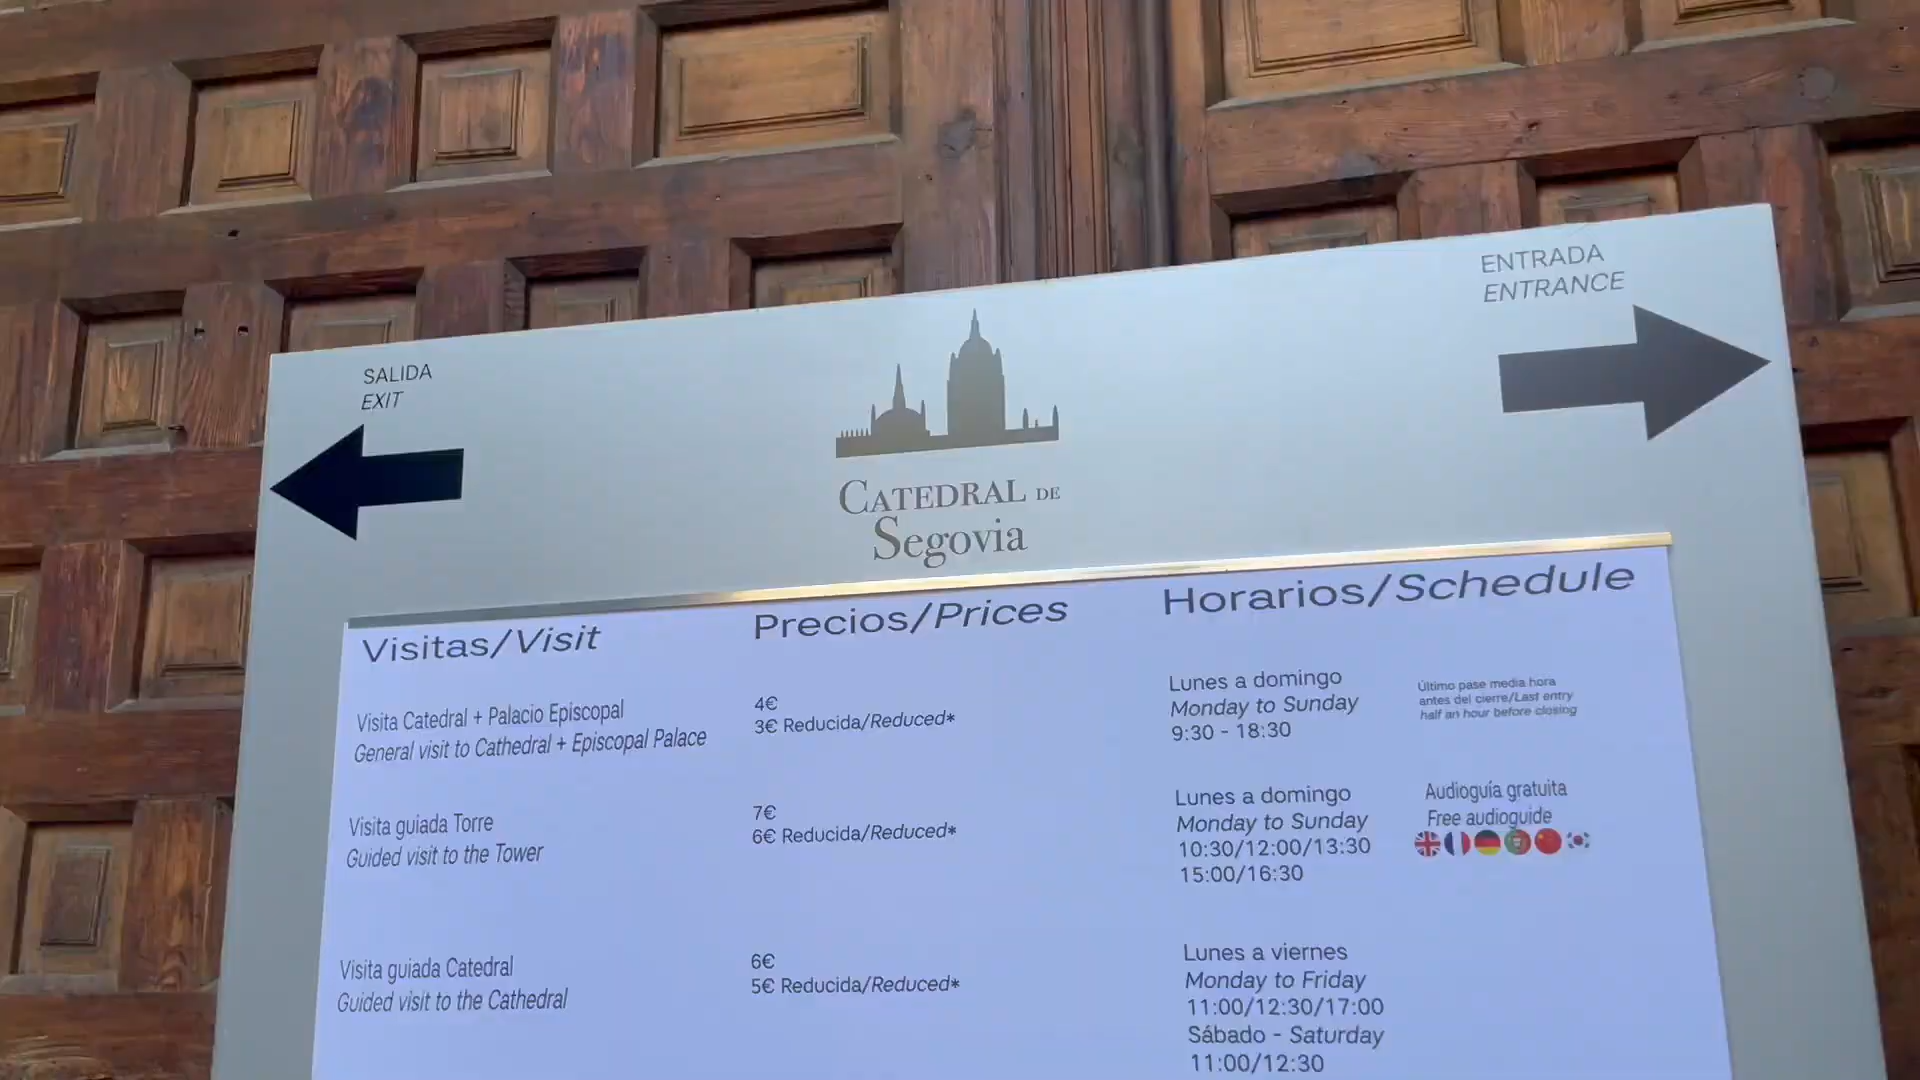 SALIDA
EXIT
ENTRADA
ENTRANCE
CATEDRAL DE
Segovia
Visitas/Visit
Precios/Prices
Horarios/Schedule
Visita Catedral + Palacio Episcopal
General visit to Cathedral + Episcopal Palace
4€
3€ Reducida/Reduced*
Lunes a domingo
Monday to Sunday
9:30 - 18:30
Último pase media hora
antes del cierre/Last entry
half an hour before closing
Visita guiada Torre
Guided visit to the Tower
7€
6€ Reducida/Reduced*
Lunes a domingo
Monday to Sunday
10:30/12:00/13:30
15:00/16:30
Audioguía gratuita
Free audioguide
Visita guiada Catedral
Guided visit to the Cathedral
6€
5€ Reducida/Reduced*
Lunes a viernes
Monday to Friday
11:00/12:30/17:00
Sábado - Saturday
11:00/12:30